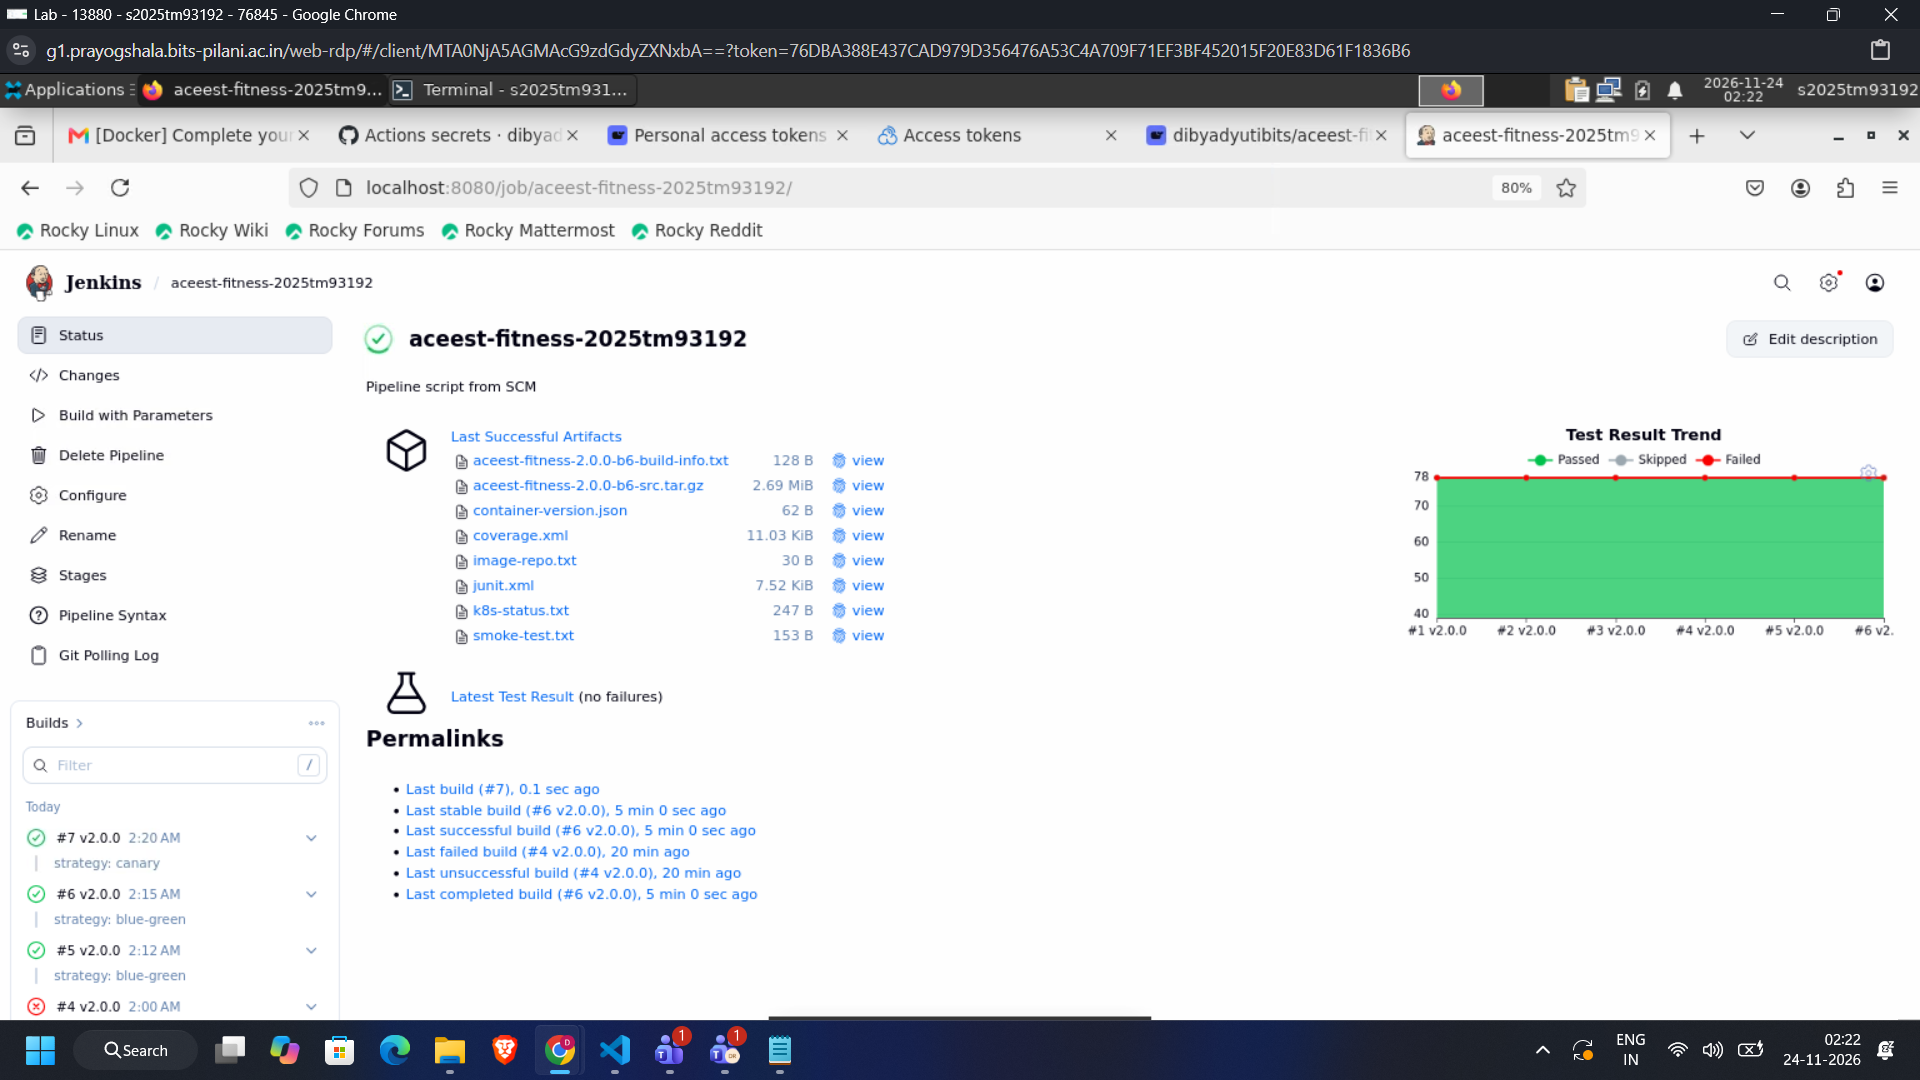 Lab - 13880 - s2025tm93192 - 76845 - Google Chrome
g1.prayogshala.bits-pilani.ac.in/web-rdp/#/client/MTA0NjA5AGMAcG9zdGdyZXNxbA==?token=76DBA388E437CAD979D356476A53C4A709F71EF3BF452015F20E83D61F1836B6
Applications aceest-fitness-2025tm9... Terminal - s2025tm931... 2026-11-24 02:22 s2025tm93192
[Docker] Complete your Actions secrets · dibyad Personal access tokens Access tokens dibyadyutibits/aceest-fi aceest-fitness-2025tm9
localhost:8080/job/aceest-fitness-2025tm93192/ 80%
Rocky Linux Rocky Wiki Rocky Forums Rocky Mattermost Rocky Reddit
Jenkins / aceest-fitness-2025tm93192
Status
Changes
Build with Parameters
Delete Pipeline
Configure
Rename
Stages
Pipeline Syntax
Git Polling Log
Builds
Filter /
Today
#7 v2.0.0 2:20 AM
strategy: canary
#6 v2.0.0 2:15 AM
strategy: blue-green
#5 v2.0.0 2:12 AM
strategy: blue-green
#4 v2.0.0 2:00 AM
aceest-fitness-2025tm93192
Edit description
Pipeline script from SCM
Last Successful Artifacts
aceest-fitness-2.0.0-b6-build-info.txt 128 B view
aceest-fitness-2.0.0-b6-src.tar.gz 2.69 MiB view
container-version.json 62 B view
coverage.xml 11.03 KiB view
image-repo.txt 30 B view
junit.xml 7.52 KiB view
k8s-status.txt 247 B view
smoke-test.txt 153 B view
Latest Test Result (no failures)
Permalinks
Last build (#7), 0.1 sec ago
Last stable build (#6 v2.0.0), 5 min 0 sec ago
Last successful build (#6 v2.0.0), 5 min 0 sec ago
Last failed build (#4 v2.0.0), 20 min ago
Last unsuccessful build (#4 v2.0.0), 20 min ago
Last completed build (#6 v2.0.0), 5 min 0 sec ago
Test Result Trend
Passed Skipped Failed
78
70
60
50
40
#1 v2.0.0 #2 v2.0.0 #3 v2.0.0 #4 v2.0.0 #5 v2.0.0 #6 v2.
Search 1 1 ENG IN 02:22 24-11-2026